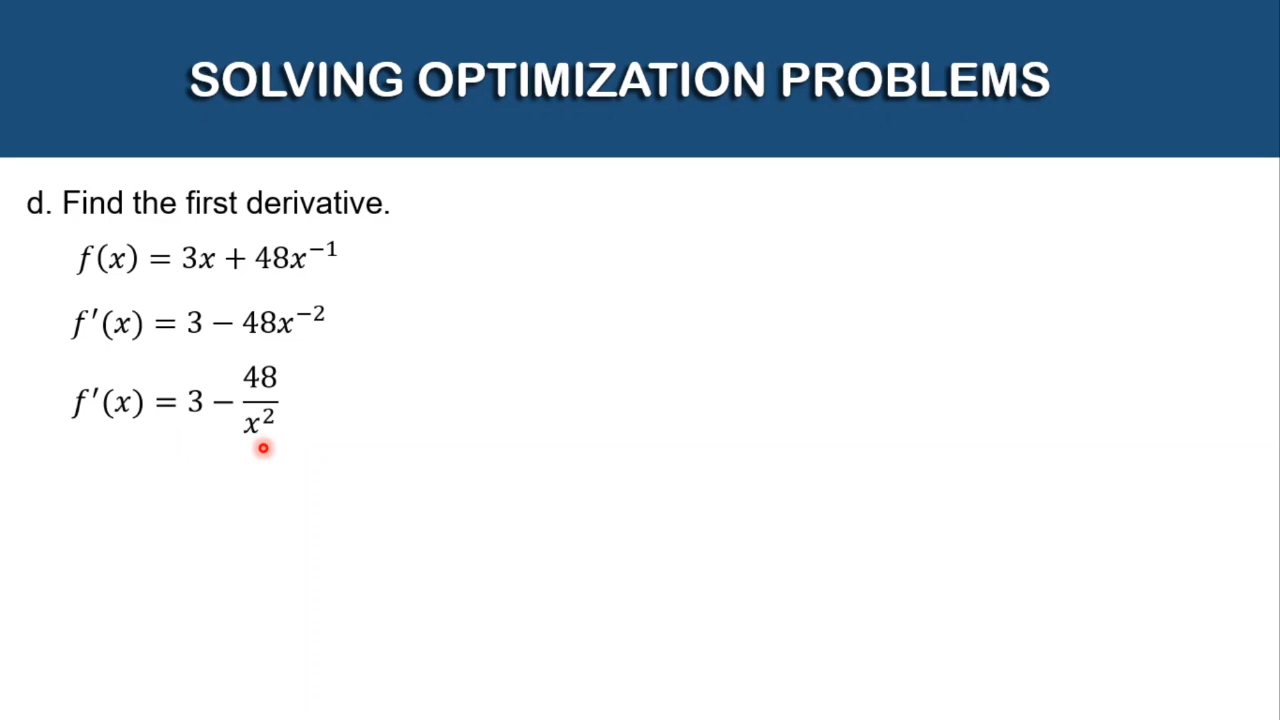 SOLVING OPTIMIZATION PROBLEMS
d. Find the first derivative.
f(x) = 3x + 48x⁻¹
f′(x) = 3 − 48x⁻²
f′(x) = 3 − 48/x²